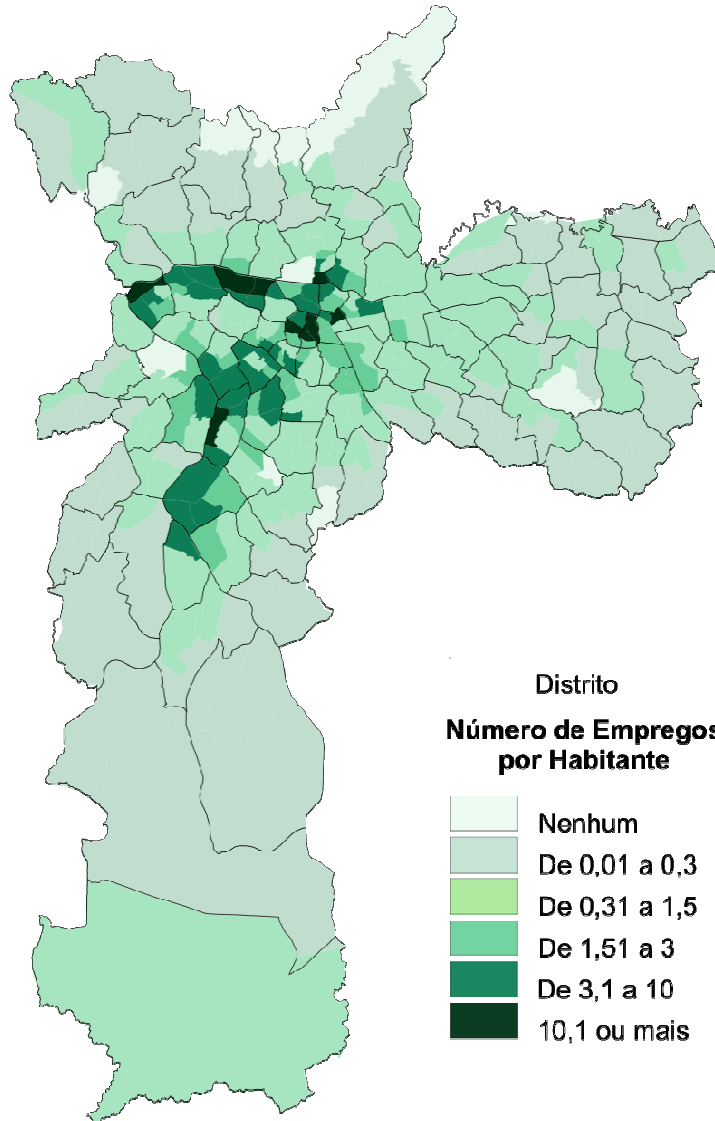 Distrito
Número de Empregos
por Habitante
Nenhum
De 0,01 a 0,3
De 0,31 a 1,5
De 1,51 a 3
De 3,1 a 10
10,1 ou mais